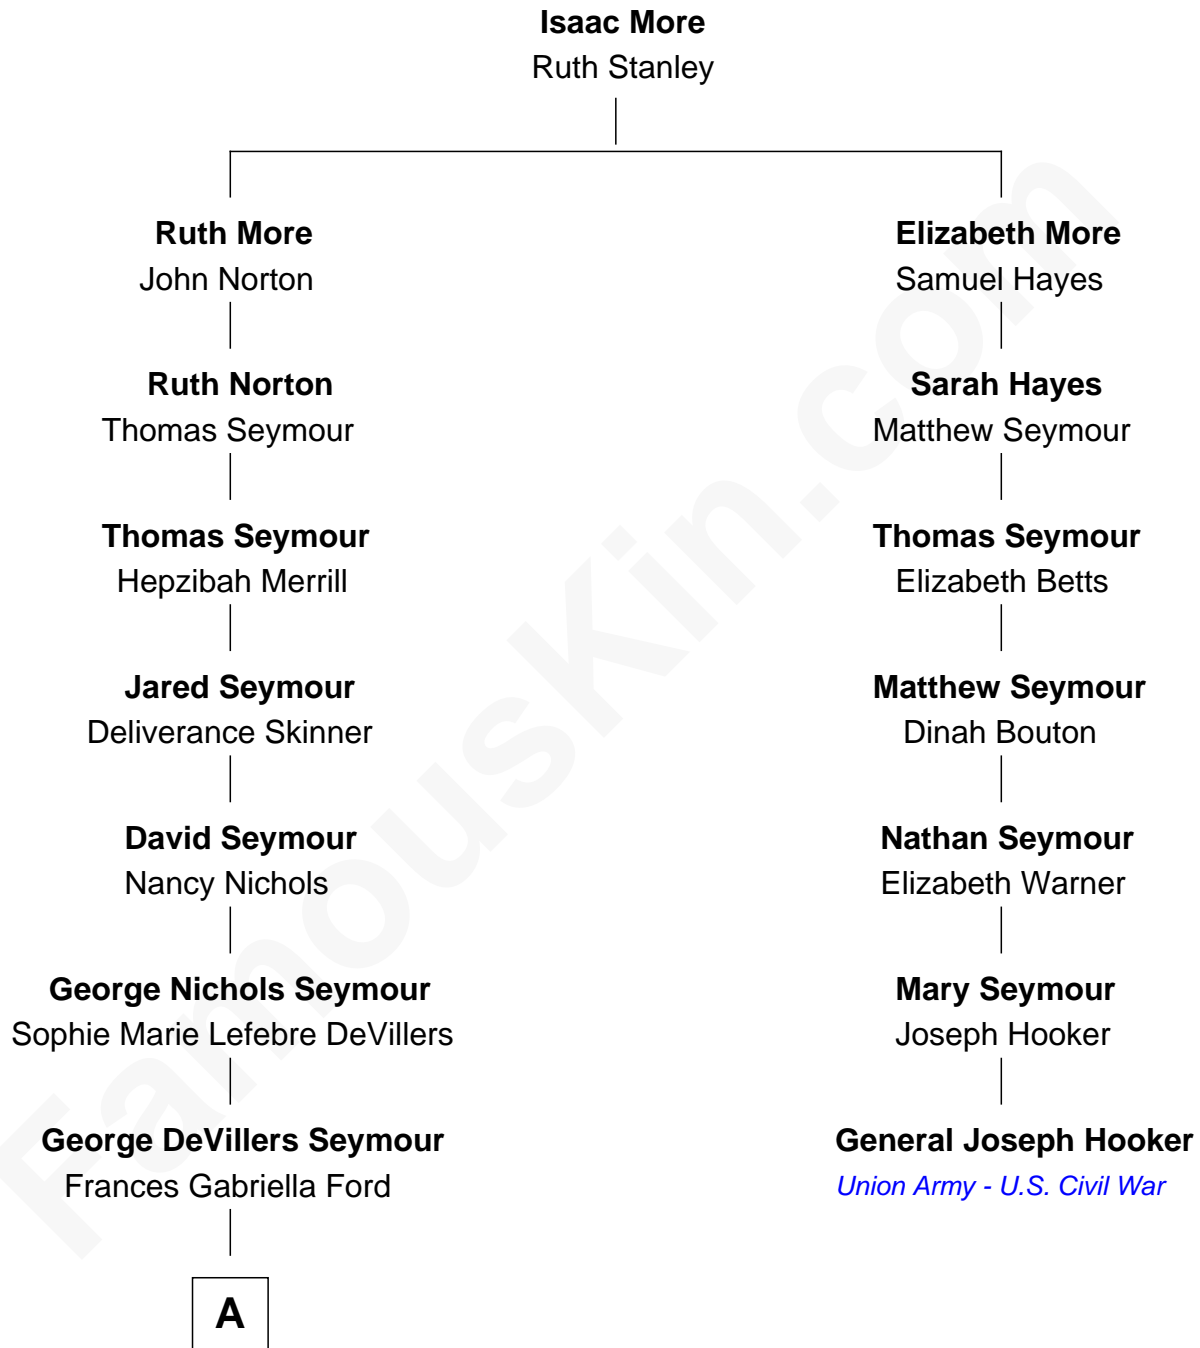 Isaac More
Ruth Stanley
Ruth More
John Norton
Elizabeth More
Samuel Hayes
Ruth Norton
Thomas Seymour
Sarah Hayes
Matthew Seymour
Thomas Seymour
Hepzibah Merrill
Thomas Seymour
Elizabeth Betts
Jared Seymour
Deliverance Skinner
Matthew Seymour
Dinah Bouton
David Seymour
Nancy Nichols
Nathan Seymour
Elizabeth Warner
George Nichols Seymour
Sophie Marie Lefebre DeVillers
Mary Seymour
Joseph Hooker
George DeVillers Seymour
Frances Gabriella Ford
General Joseph Hooker
Union Army - U.S. Civil War
A
FamousKin.com